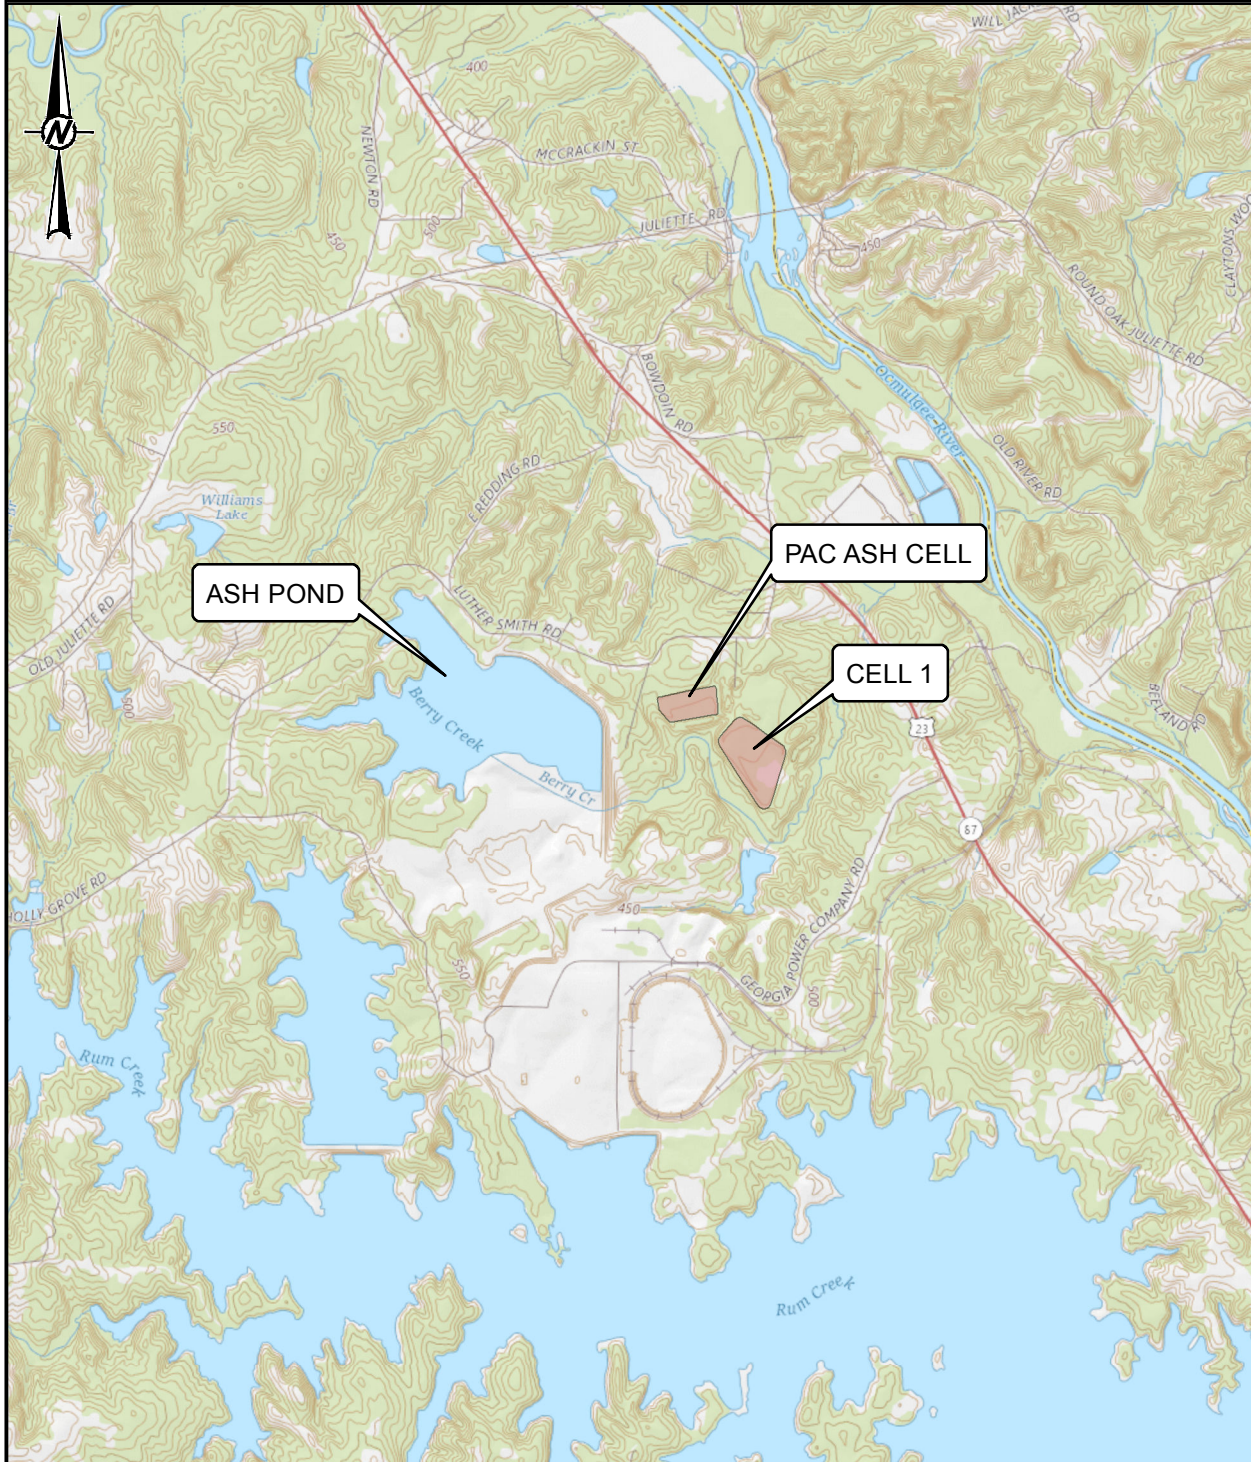 WILL JACK RD
400
N
NEWTON RD
MCCRACKIN ST
JULIETTE RD
500
450
450
CLAYTONS WO
ROUND OAK JULIETTE RD
BOWDOIN RD
Ocmulgee River
550
E REDDING RD
OLD RIVER RD
Williams
Lake
PAC ASH CELL
ASH POND
LUTHER SMITH RD
OLD JULIETTE RD
CELL 1
500
Berry Creek
BEELAND RD
23
Berry Cr
87
HOLLY GROVE RD
450
GEORGIA POWER COMPANY RD
550
500
Rum Creek
Rum Creek